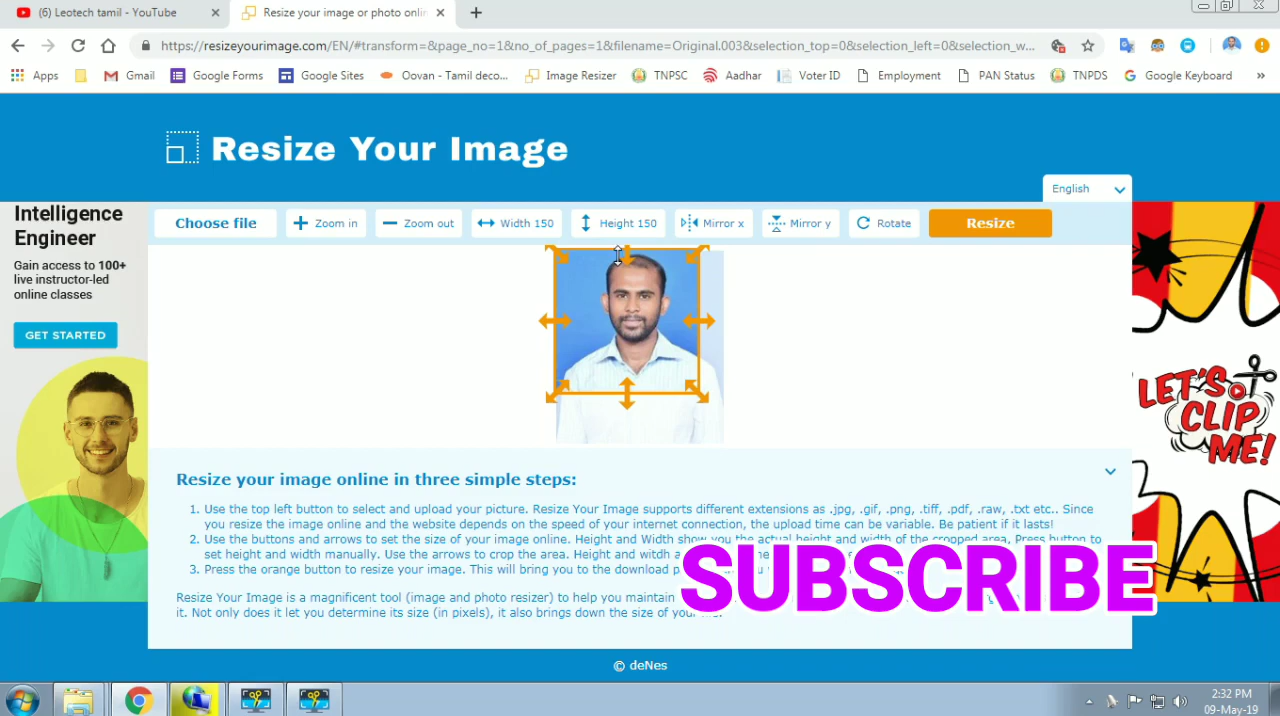 (6) Leotech tamil - YouTube
Resize your image or photo onlin
https://resizeyourimage.com/EN/#transform=&page_no=1&no_of_pages=1&filename=Original.003&selection_top=0&selection_left=0&selection_w...
Apps
Gmail
Google Forms
Google Sites
Oovan - Tamil deco...
Image Resizer
TNPSC
Aadhar
Voter ID
Employment
PAN Status
TNPDS
Google Keyboard
»
Resize Your Image
English
Intelligence
Engineer
Gain access to 100+
live instructor-led
online classes
GET STARTED
Choose file
Zoom in
Zoom out
Width 150
Height 150
Mirror x
Mirror y
Rotate
Resize
LET'S
CLIP
ME!
Resize your image online in three simple steps:
1. Use the top left button to select and upload your picture. Resize Your Image supports different extensions as .jpg, .gif, .png, .tiff, .pdf, .raw, .txt etc.. Since
you resize the image online and the website depends on the speed of your internet connection, the upload time can be variable. Be patient if it lasts!
2. Use the buttons and arrows to set the size of your image online. Height and Width show you the actual height and width of the cropped area. Press button to
set height and width manually. Use the arrows to crop the area. Height and witdh a
3. Press the orange button to resize your image. This will bring you to the download p
Resize Your Image is a magnificent tool (image and photo resizer) to help you maintain
it. Not only does it let you determine its size (in pixels), it also brings down the size of your
SUBSCRIBE
© deNes
2:32 PM
09-May-19